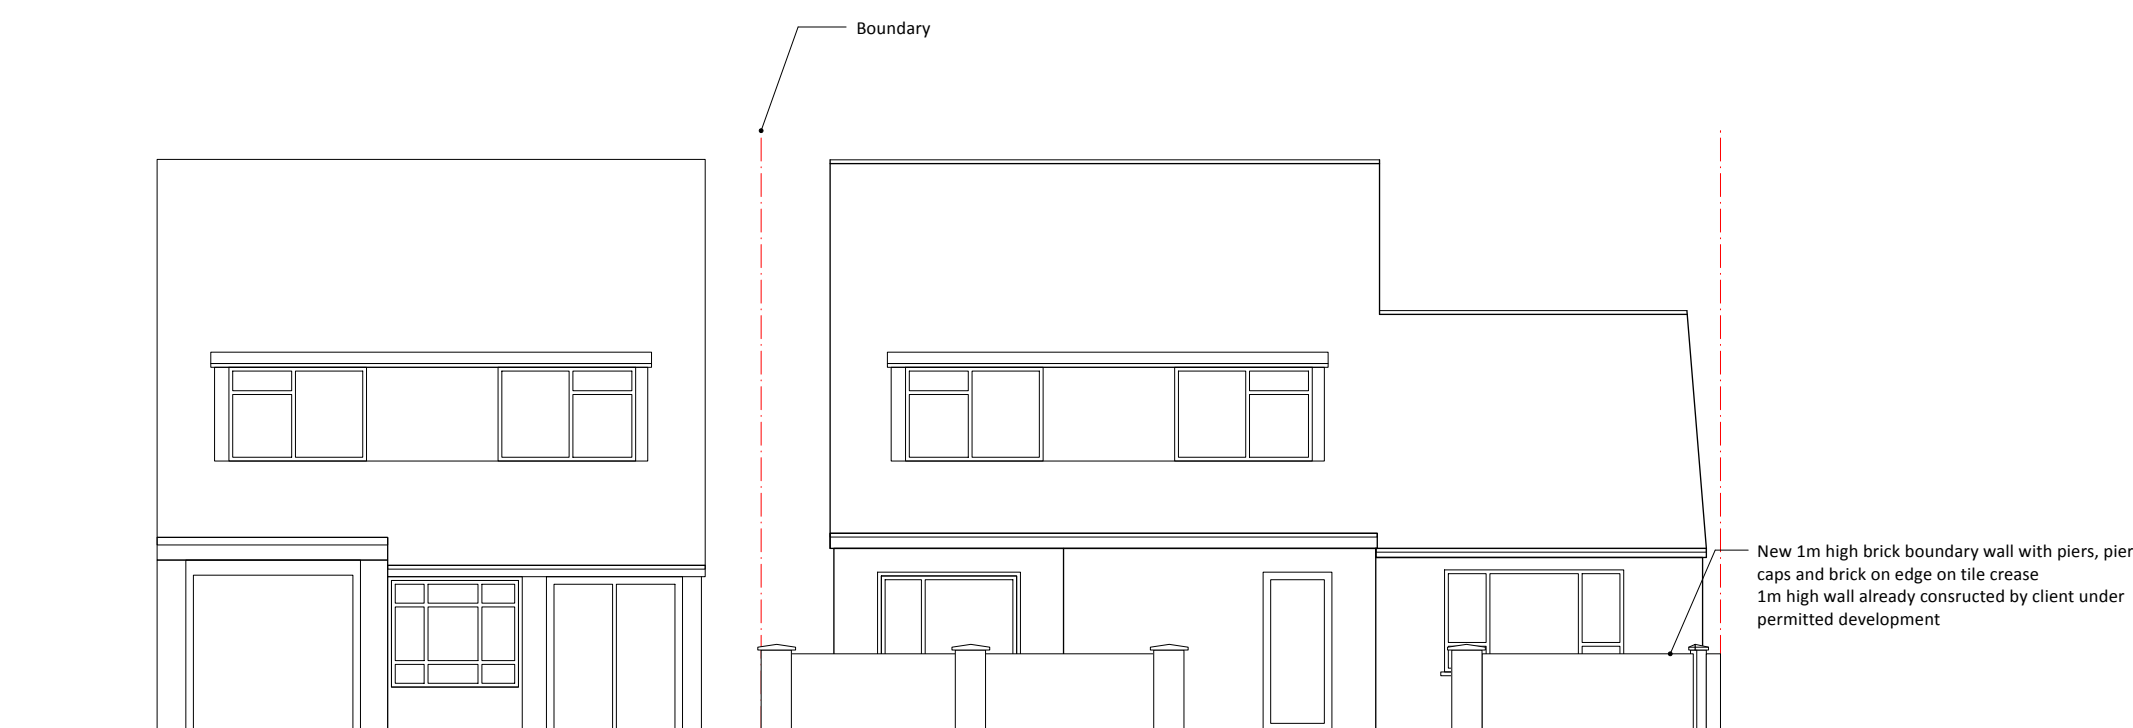 Boundary
New 1m high brick boundary wall with piers, pier
caps and brick on edge on tile crease
1m high wall already consructed by client under
permitted development